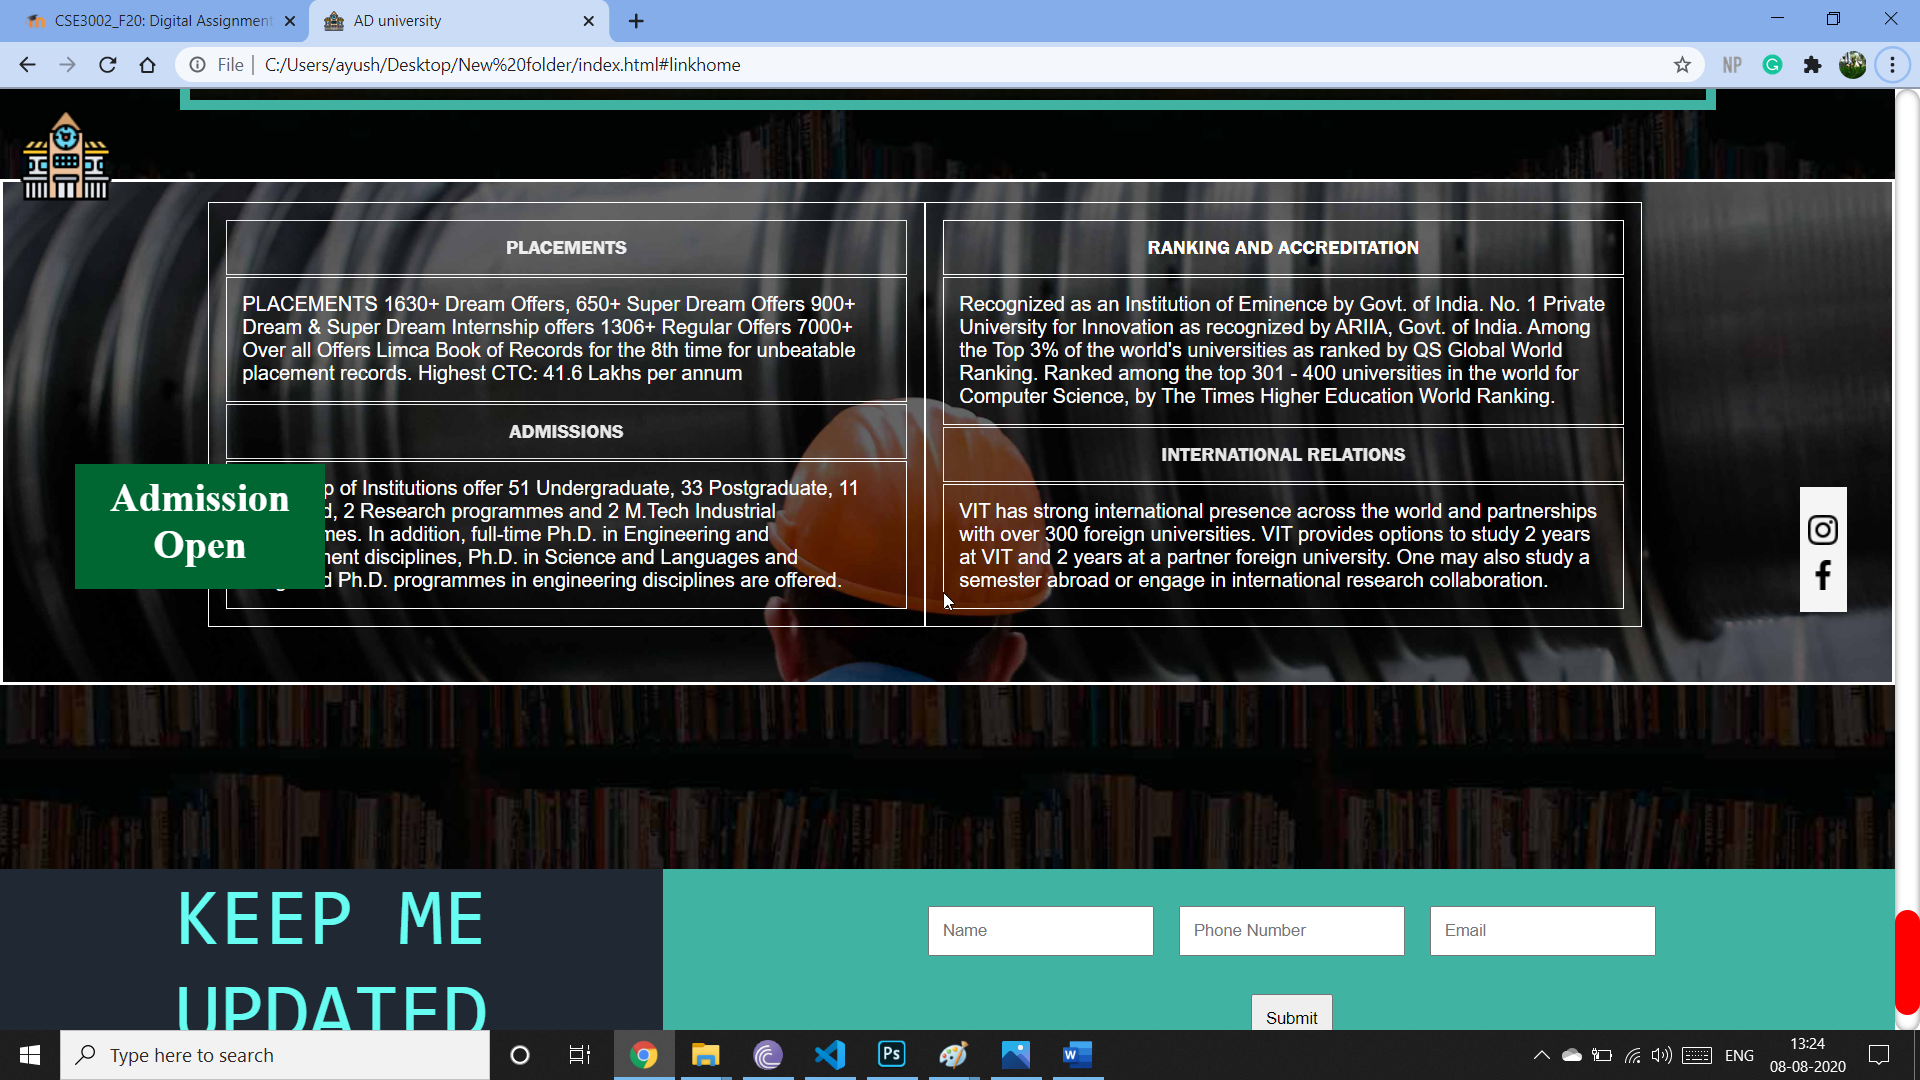 CSE3002_F20: Digital Assignment
AD university
File
C:/Users/ayush/Desktop/New%20folder/index.html#linkhome
NP
PLACEMENTS
PLACEMENTS 1630+ Dream Offers, 650+ Super Dream Offers 900+
Dream & Super Dream Internship offers 1306+ Regular Offers 7000+
Over all Offers Limca Book of Records for the 8th time for unbeatable
placement records. Highest CTC: 41.6 Lakhs per annum
ADMISSIONS
of Institutions offer 51 Undergraduate, 33 Postgraduate, 11
2 Research programmes and 2 M.Tech Industrial
In addition, full-time Ph.D. in Engineering and
disciplines, Ph.D. in Science and Languages and
Ph.D. programmes in engineering disciplines are offered.
Admission
Open
RANKING AND ACCREDITATION
Recognized as an Institution of Eminence by Govt. of India. No. 1 Private
University for Innovation as recognized by ARIIA, Govt. of India. Among
the Top 3% of the world's universities as ranked by QS Global World
Ranking. Ranked among the top 301 - 400 universities in the world for
Computer Science, by The Times Higher Education World Ranking.
INTERNATIONAL RELATIONS
VIT has strong international presence across the world and partnerships
with over 300 foreign universities. VIT provides options to study 2 years
at VIT and 2 years at a partner foreign university. One may also study a
semester abroad or engage in international research collaboration.
KEEP ME
UPDATED
Name
Phone Number
Email
Submit
Type here to search
Ps
W
ENG
13:24
08-08-2020